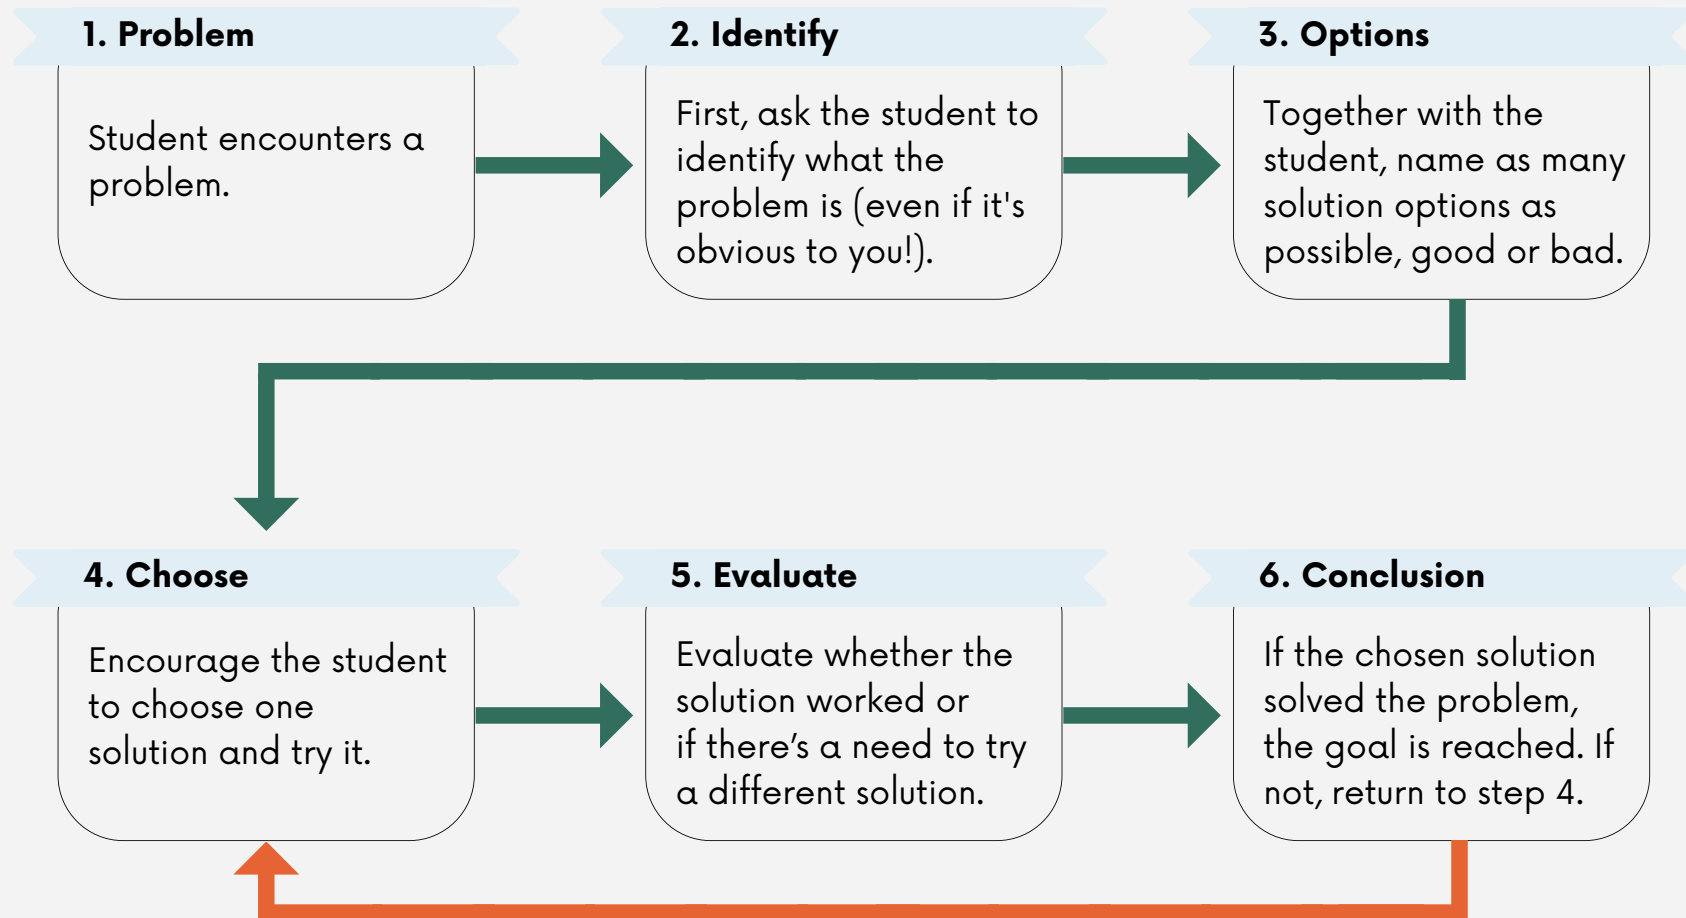 1. Problem
Student encounters a
problem.
2. Identify
First, ask the student to
identify what the
problem is (even if it's
obvious to you!).
3. Options
Together with the
student, name as many
solution options as
possible, good or bad.
4. Choose
Encourage the student
to choose one
solution and try it.
5. Evaluate
Evaluate whether the
solution worked or
if there’s a need to try
a different solution.
6. Conclusion
If the chosen solution
solved the problem,
the goal is reached. If
not, return to step 4.